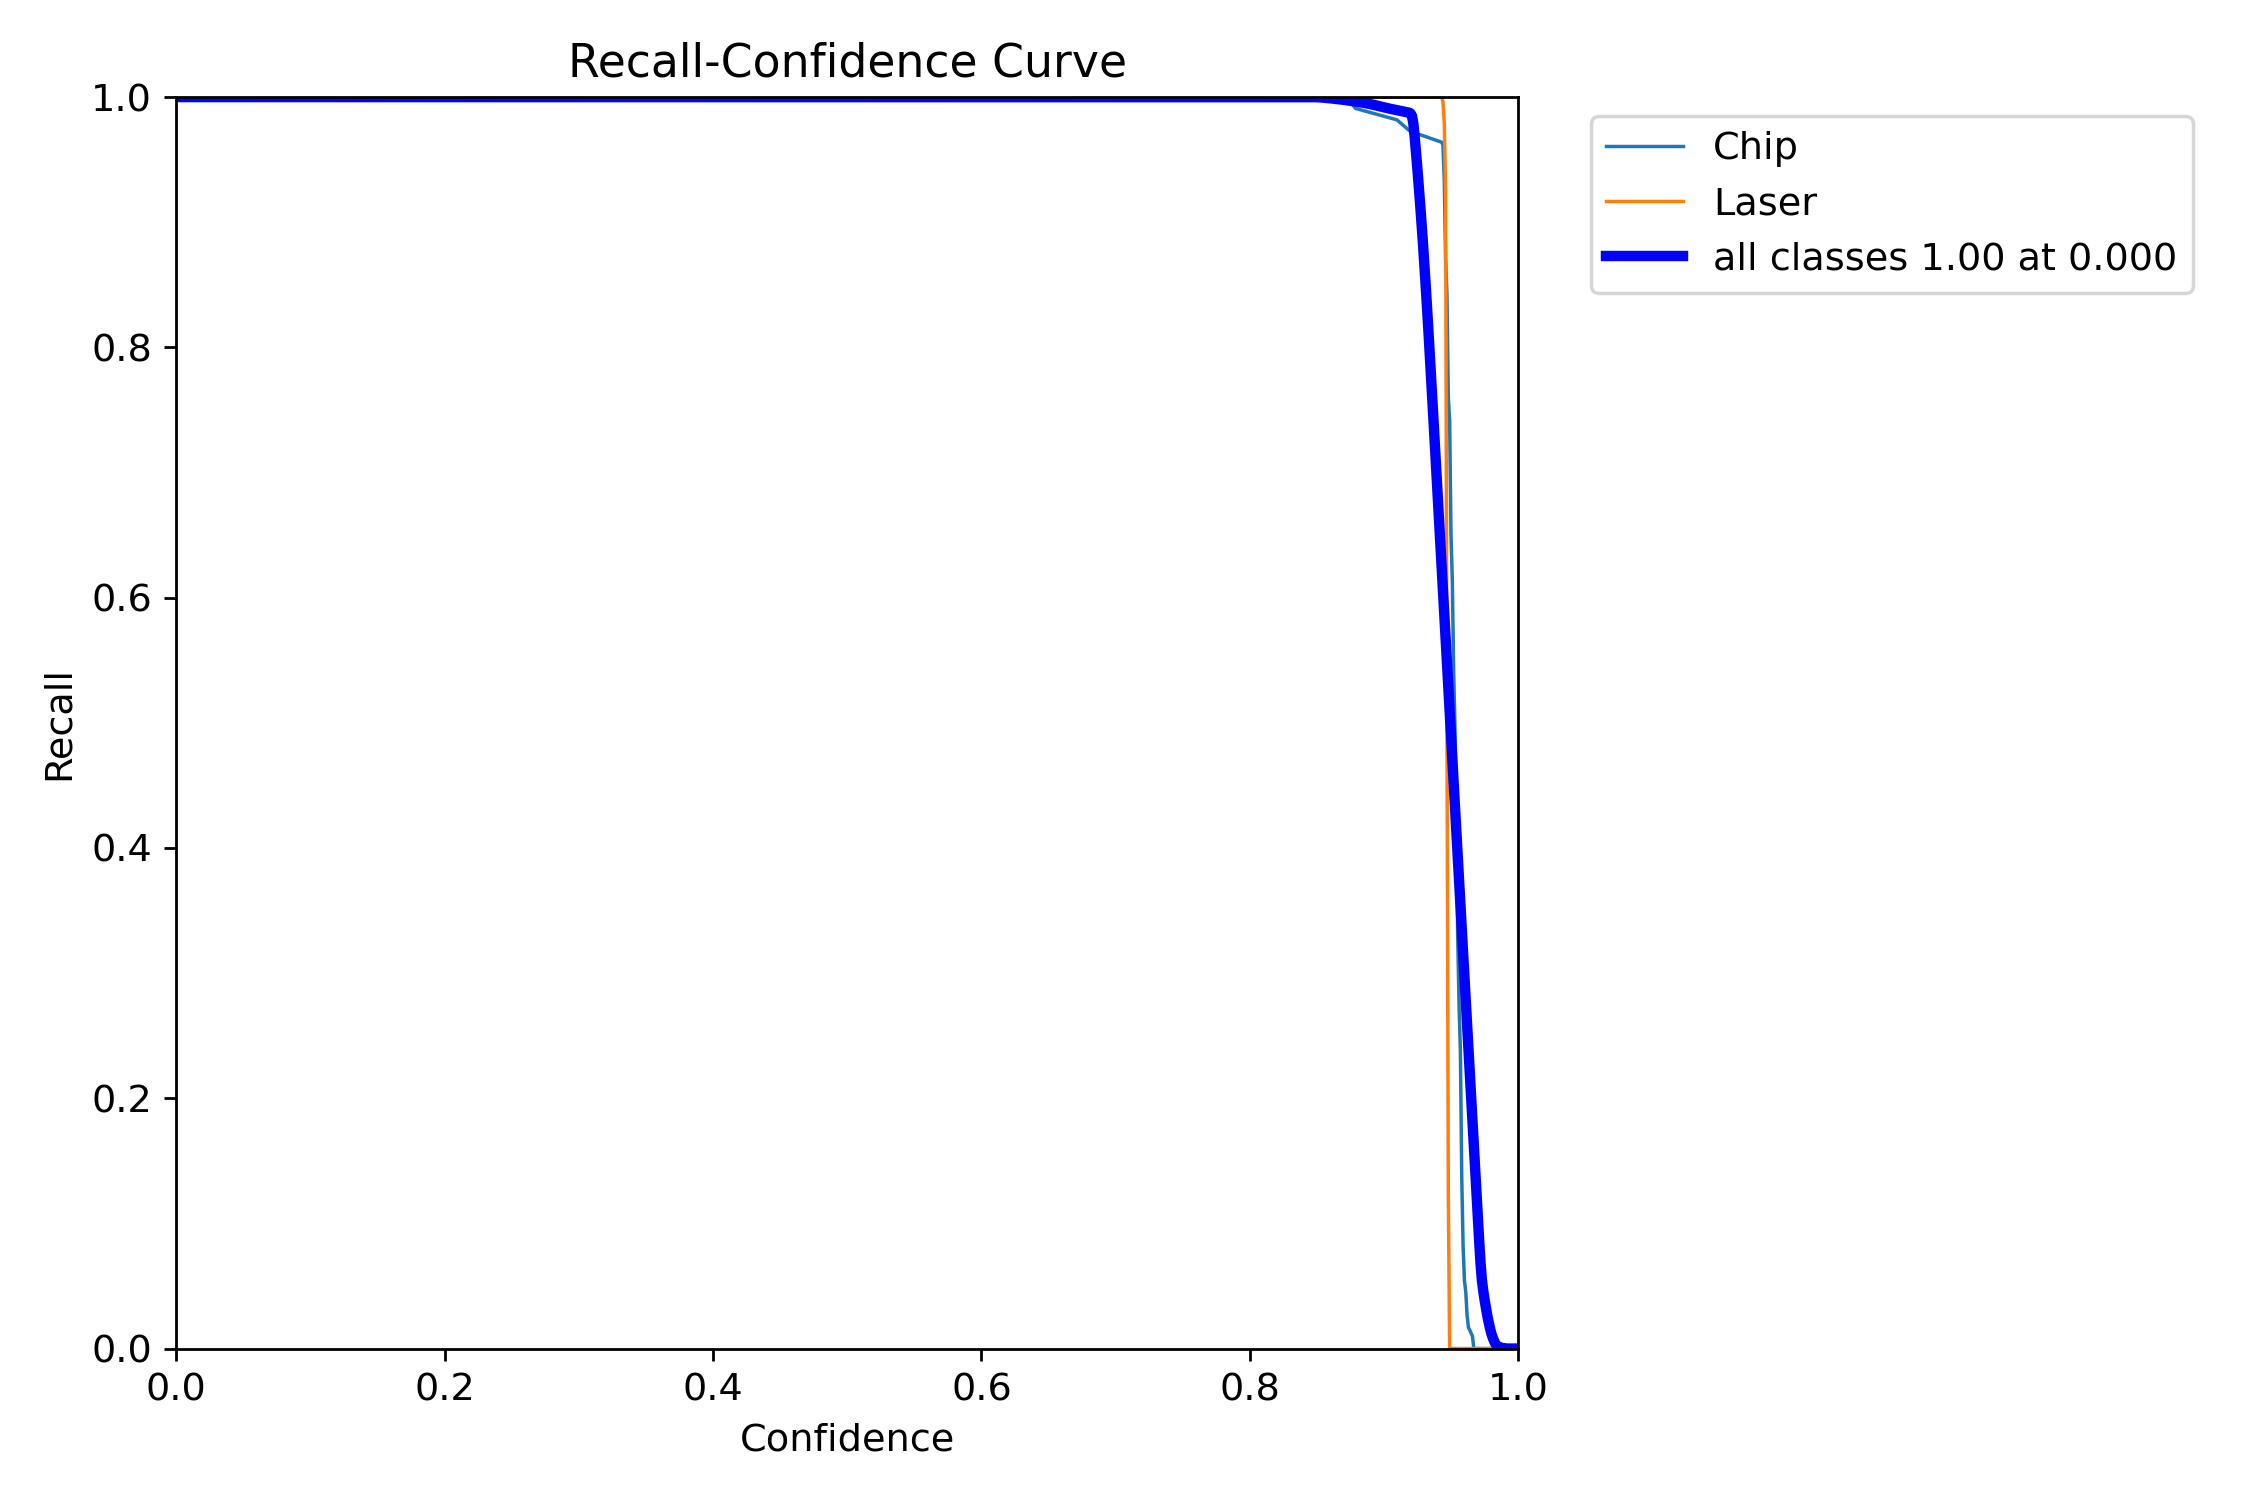 Recall-Confidence Curve
1.0
0.8
0.6
0.4
0.2
0.0
Recall
0.0 0.2 0.4 0.6 0.8 1.0
Confidence
Chip
Laser
all classes 1.00 at 0.000